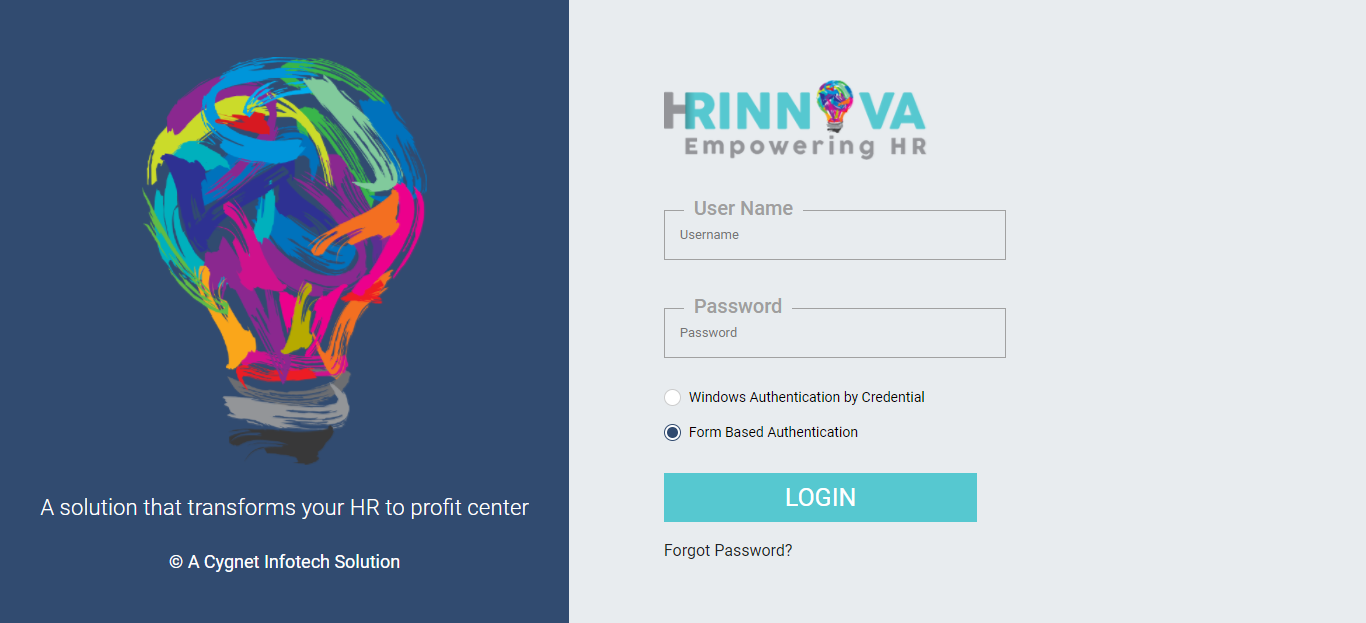 A solution that transforms your HR to profit center
© A Cygnet Infotech Solution
HRINNOVA
Empowering HR
User Name
Username
Password
Password
Windows Authentication by Credential
Form Based Authentication
LOGIN
Forgot Password?